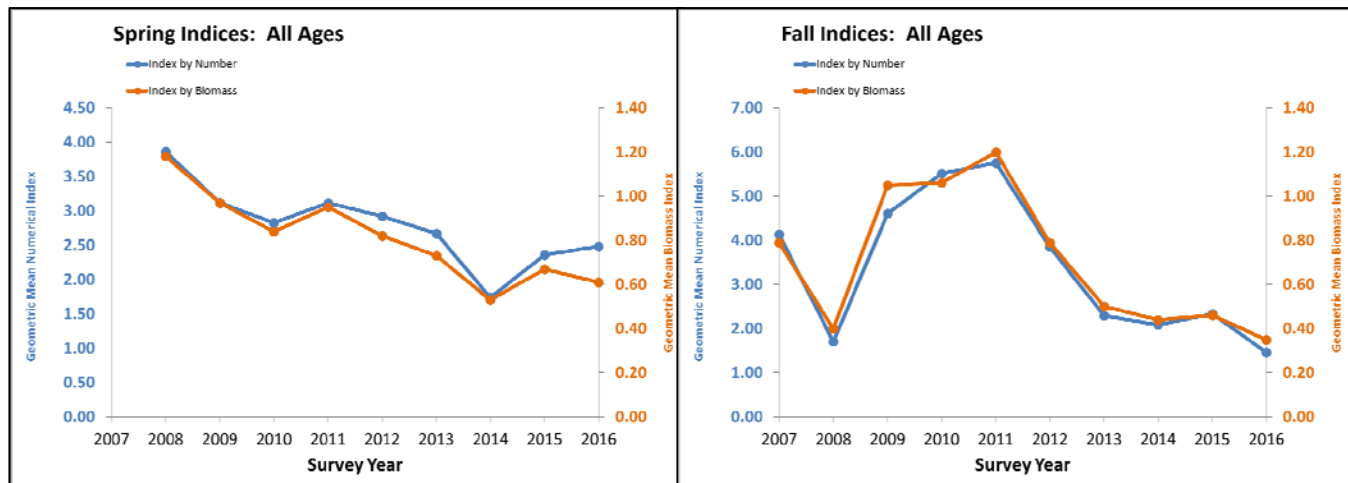 Spring Indices: All Ages
Index by Number
Index by Biomass
Geometric Mean Numerical Index
4.50
4.00
3.50
3.00
2.50
2.00
1.50
1.00
0.50
0.00
1.40
1.20
1.00
0.80
0.60
0.40
0.20
0.00
Geometric Mean Biomass Index
2007 2008 2009 2010 2011 2012 2013 2014 2015 2016
Survey Year
Fall Indices: All Ages
Index by Number
Index by Biomass
Geometric Mean Numerical Index
7.00
6.00
5.00
4.00
3.00
2.00
1.00
0.00
1.40
1.20
1.00
0.80
0.60
0.40
0.20
0.00
Geometric Mean Biomass Index
2007 2008 2009 2010 2011 2012 2013 2014 2015 2016
Survey Year